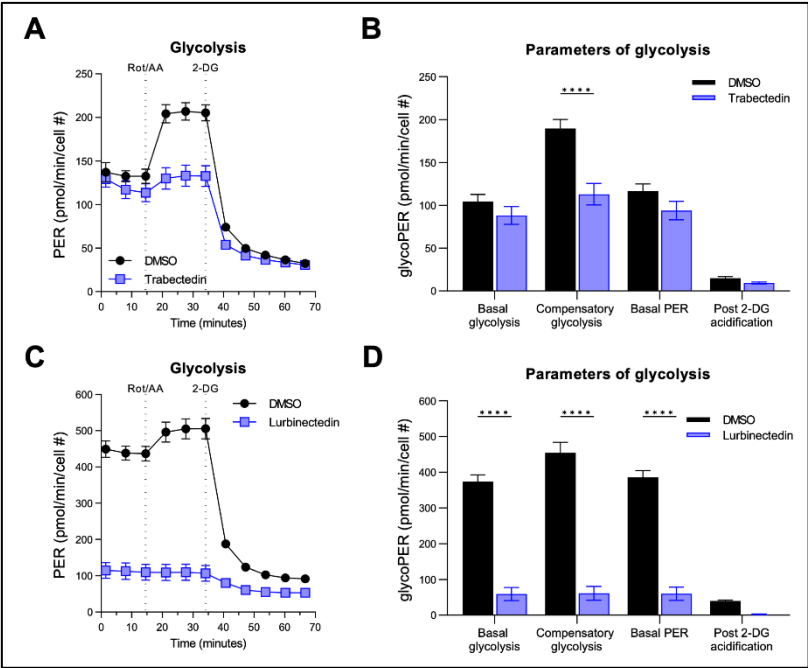 A
Glycolysis
Rot/AA 2-DG
PER (pmol/min/cell #)
250
200
150
100
50
0
DMSO
Trabectedin
0 10 20 30 40 50 60 70
Time (minutes)
B
Parameters of glycolysis
glycoPER (pmol/min/cell #)
250
200
150
100
50
0
****
DMSO
Trabectedin
Basal glycolysis
Compensatory glycolysis
Basal PER
Post 2-DG acidification
C
Glycolysis
Rot/AA 2-DG
PER (pmol/min/cell #)
600
500
400
300
200
100
0
DMSO
Lurbinectedin
0 10 20 30 40 50 60 70
Time (minutes)
D
Parameters of glycolysis
glycoPER (pmol/min/cell #)
600
500
400
300
200
100
0
**** **** ****
DMSO
Lurbinectedin
Basal glycolysis
Compensatory glycolysis
Basal PER
Post 2-DG acidification